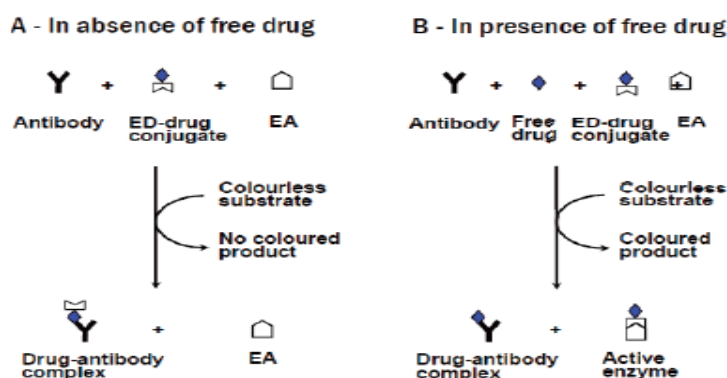 A - In absence of free drug
+ +
Antibody ED-drug conjugate EA
Colourless substrate
No coloured product
+
Drug-antibody complex EA
B - In presence of free drug
+ + +
Antibody Free drug ED-drug conjugate EA
Colourless substrate
Coloured product
+
Drug-antibody complex Active enzyme